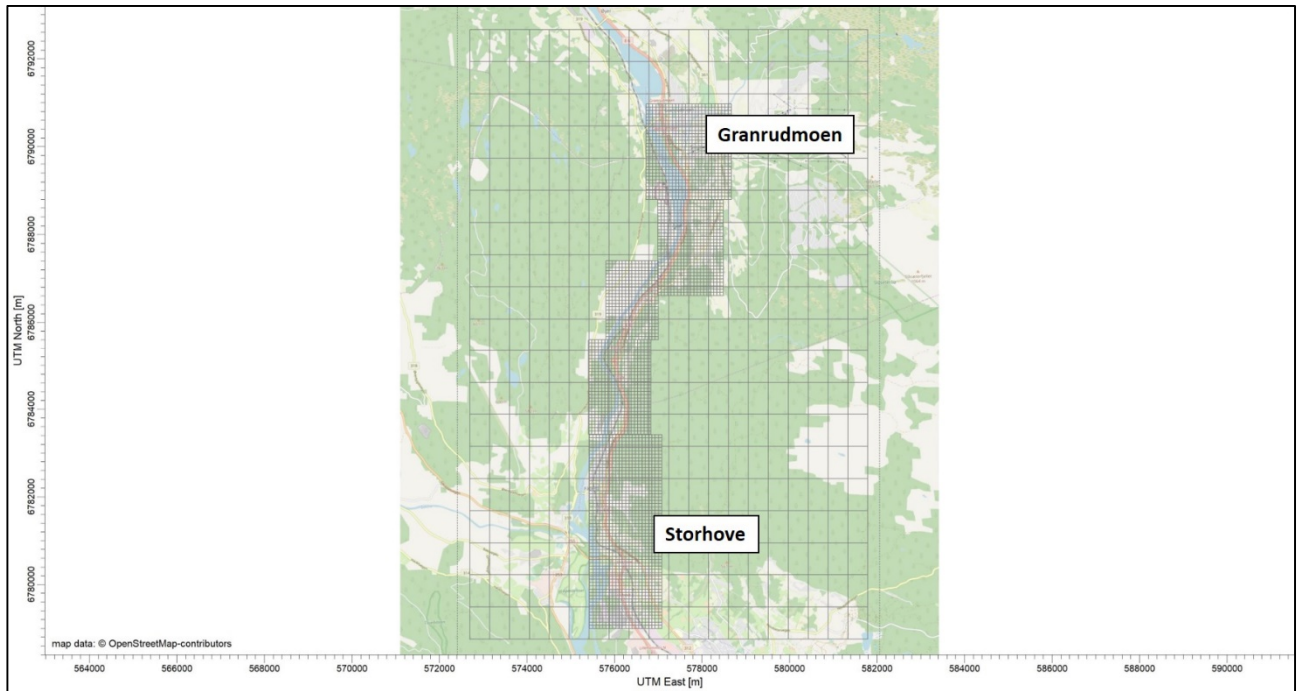 6792000
Granrudmoen
6790000
6788000
UTM North [m]
6786000
6784000
6782000
Storhove
6780000
map data: © OpenStreetMap-contributors
564000 566000 568000 570000 572000 574000 576000 578000 580000 582000 584000 586000 588000 590000
UTM East [m]